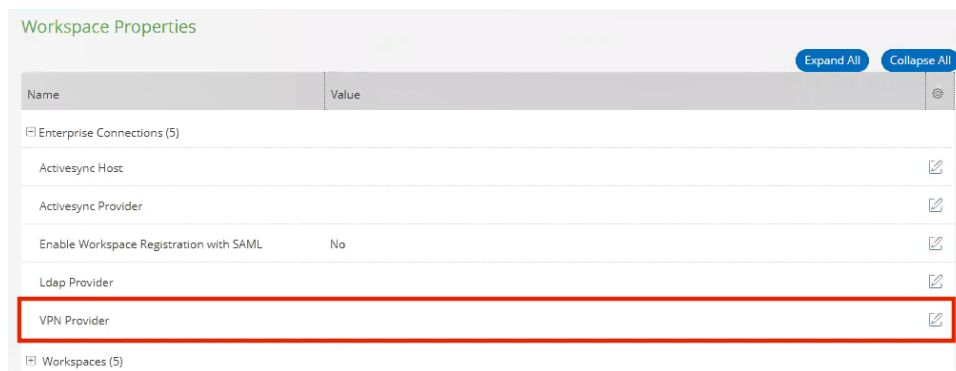 Workspace Properties
Expand All Collapse All
Name Value
Enterprise Connections (5)
Activesync Host
Activesync Provider
Enable Workspace Registration with SAML No
Ldap Provider
VPN Provider
Workspaces (5)